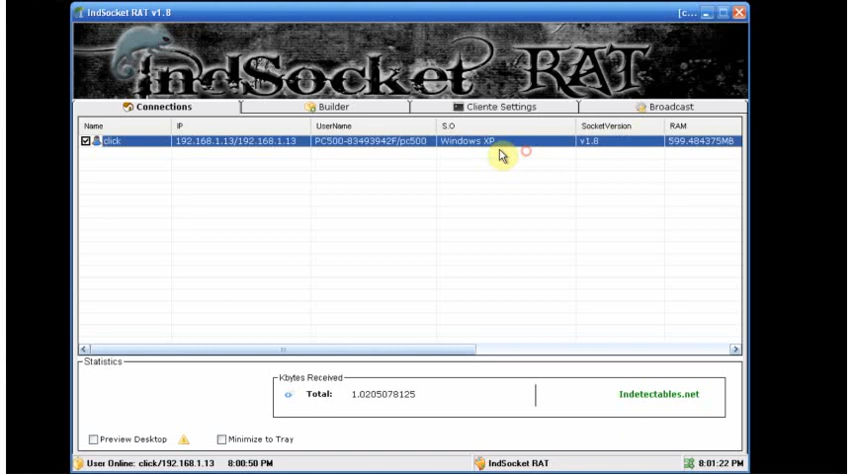 IndSocket RAT v1.8
[c...
IndSocket RAT
Connections Builder Cliente Settings Broadcast
Name IP UserName S.O SocketVersion RAM
click 192.168.1.13/192.168.1.13 PC500-83493942F/pc500 Windows XP v1.8 599.484375MB
Statistics
Kbytes Received
Total: 1.0205078125 Indetectables.net
Preview Desktop Minimize to Tray
User Online: click/192.168.1.13 8:00:50 PM IndSocket RAT 8:01:22 PM